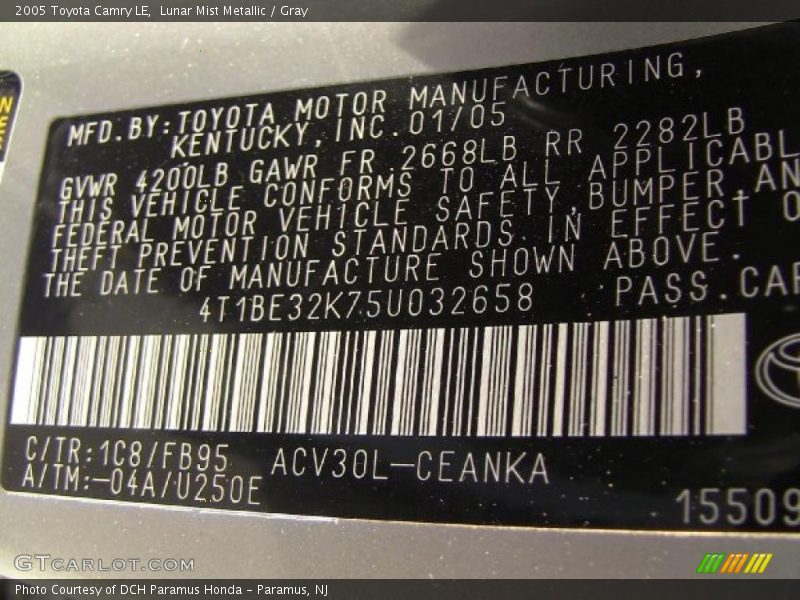 2005 Toyota Camry LE,  Lunar Mist Metallic / Gray
MFD.BY:TOYOTA MOTOR MANUFACTURING,
KENTUCKY,INC.01/05
GVWR 4200LB GAWR FR 2668LB RR 2282LB
THIS VEHICLE CONFORMS TO ALL APPLICABL
FEDERAL MOTOR VEHICLE SAFETY,BUMPER,AN
THEFT PREVENTION STANDARDS IN EFFECT O
THE DATE OF MANUFACTURE SHOWN ABOVE.
4T1BE32K75U032658 PASS.CAR
C/TR:1C8/FB95 ACV30L-CEANKA
A/TM:-04A/U250E
15509
GTCARLOT.COM
Photo Courtesy of DCH Paramus Honda - Paramus, NJ